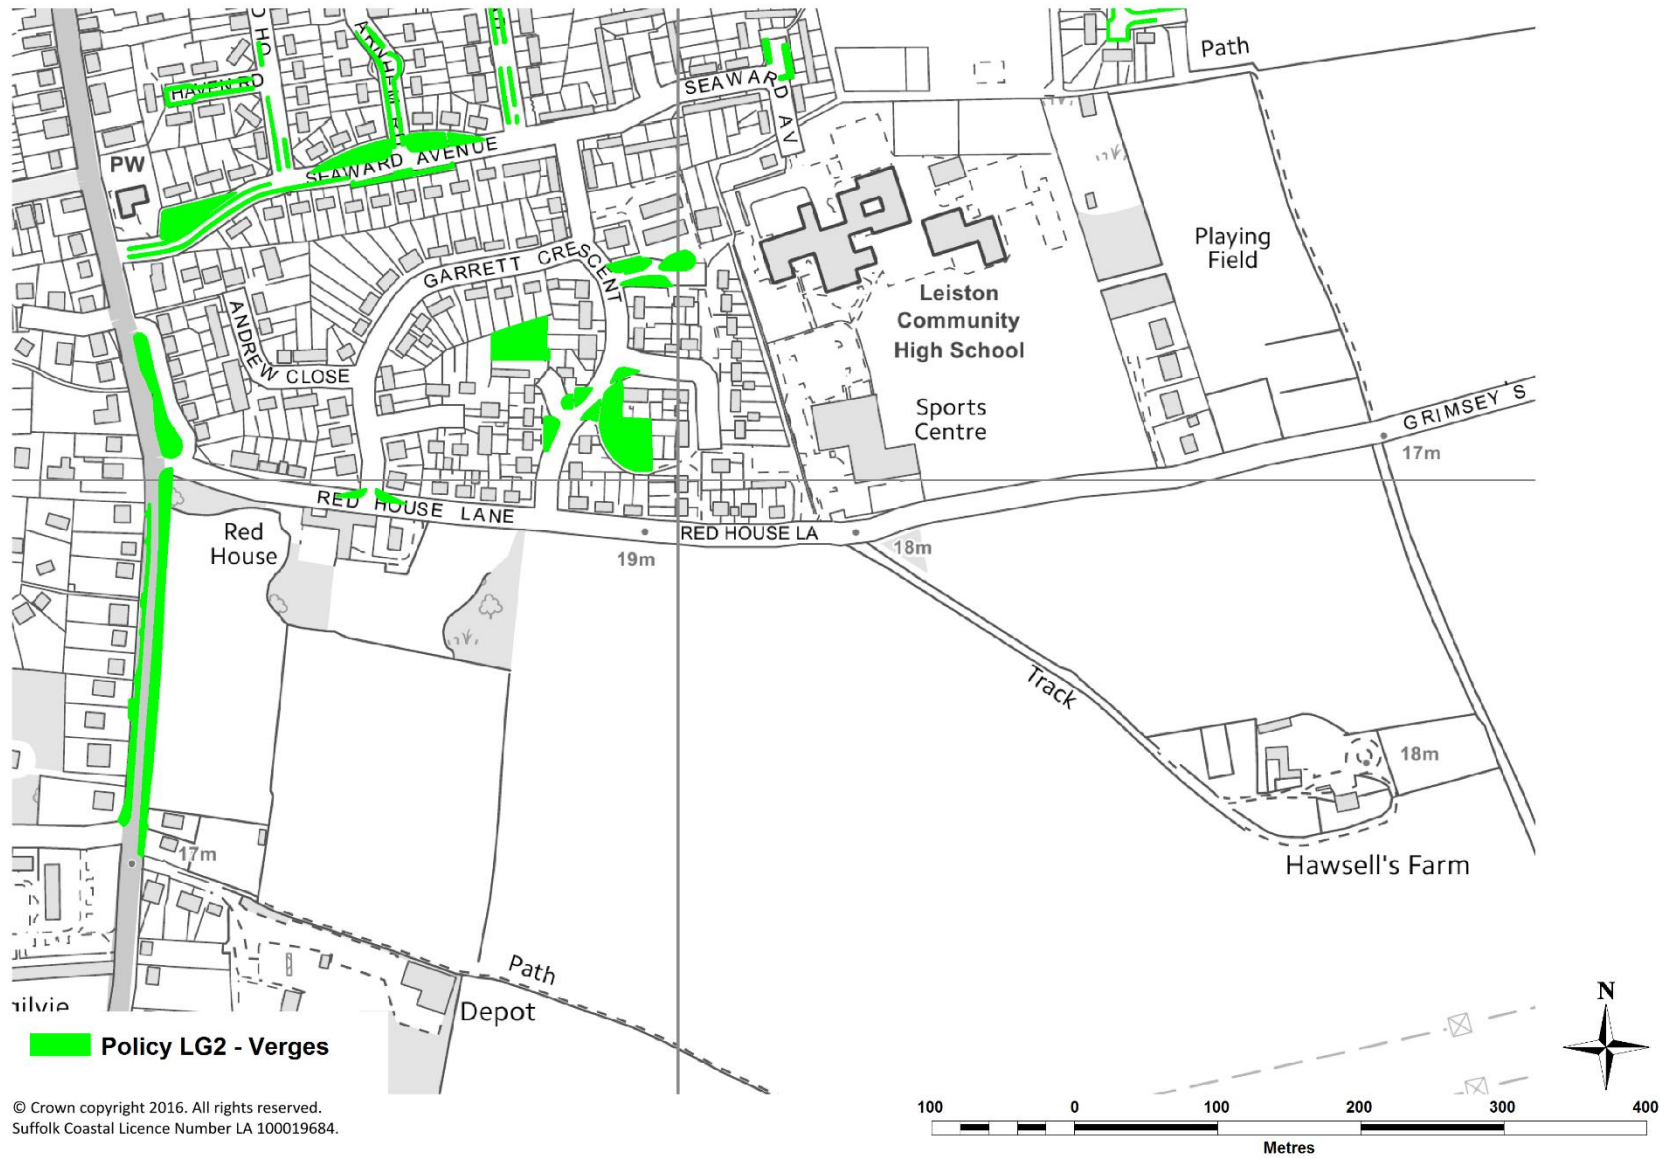 Path
HAVEN RD
SEAWARD AV
PW
SEAWARD AVENUE
Playing
Field
GARRETT CRESCENT
Leiston
Community
High School
ANDREW CLOSE
Sports
Centre
GRIMSEY'S
17m
RED HOUSE LANE
Red
House
RED HOUSE LA
19m
18m
Track
18m
17m
Hawsell's Farm
Path
Depot
gilvie
N
Policy LG2 - Verges
© Crown copyright 2016. All rights reserved.
Suffolk Coastal Licence Number LA 100019684.
100 0 100 200 300 400
Metres